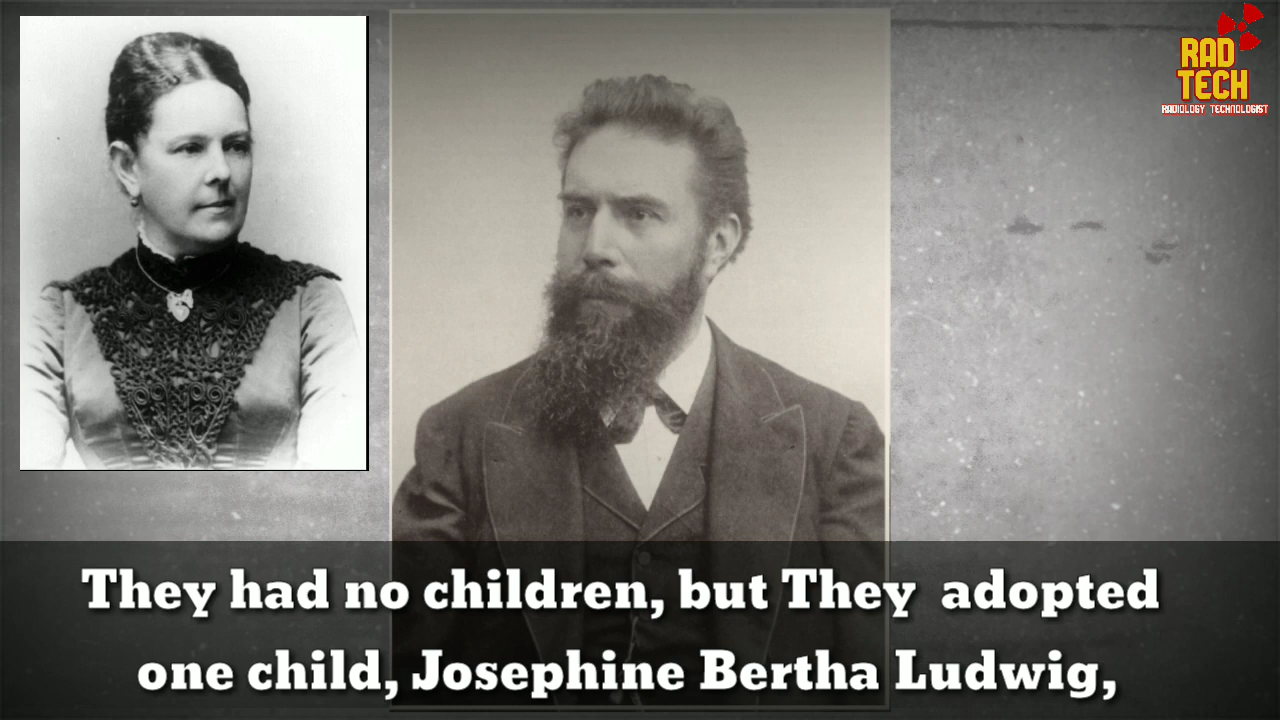 RAD
TECH
RADIOLOGY TECHNOLOGIST
They had no children, but They adopted
one child, Josephine Bertha Ludwig,